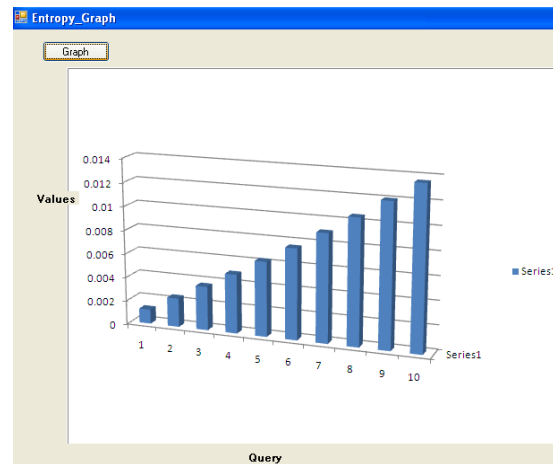 Entropy_Graph
Graph
0.014
0.012
Values
0.01
0.008
0.006
0.004
0.002
0
1 2 3 4 5 6 7 8 9 10
Series1
Series1
Query